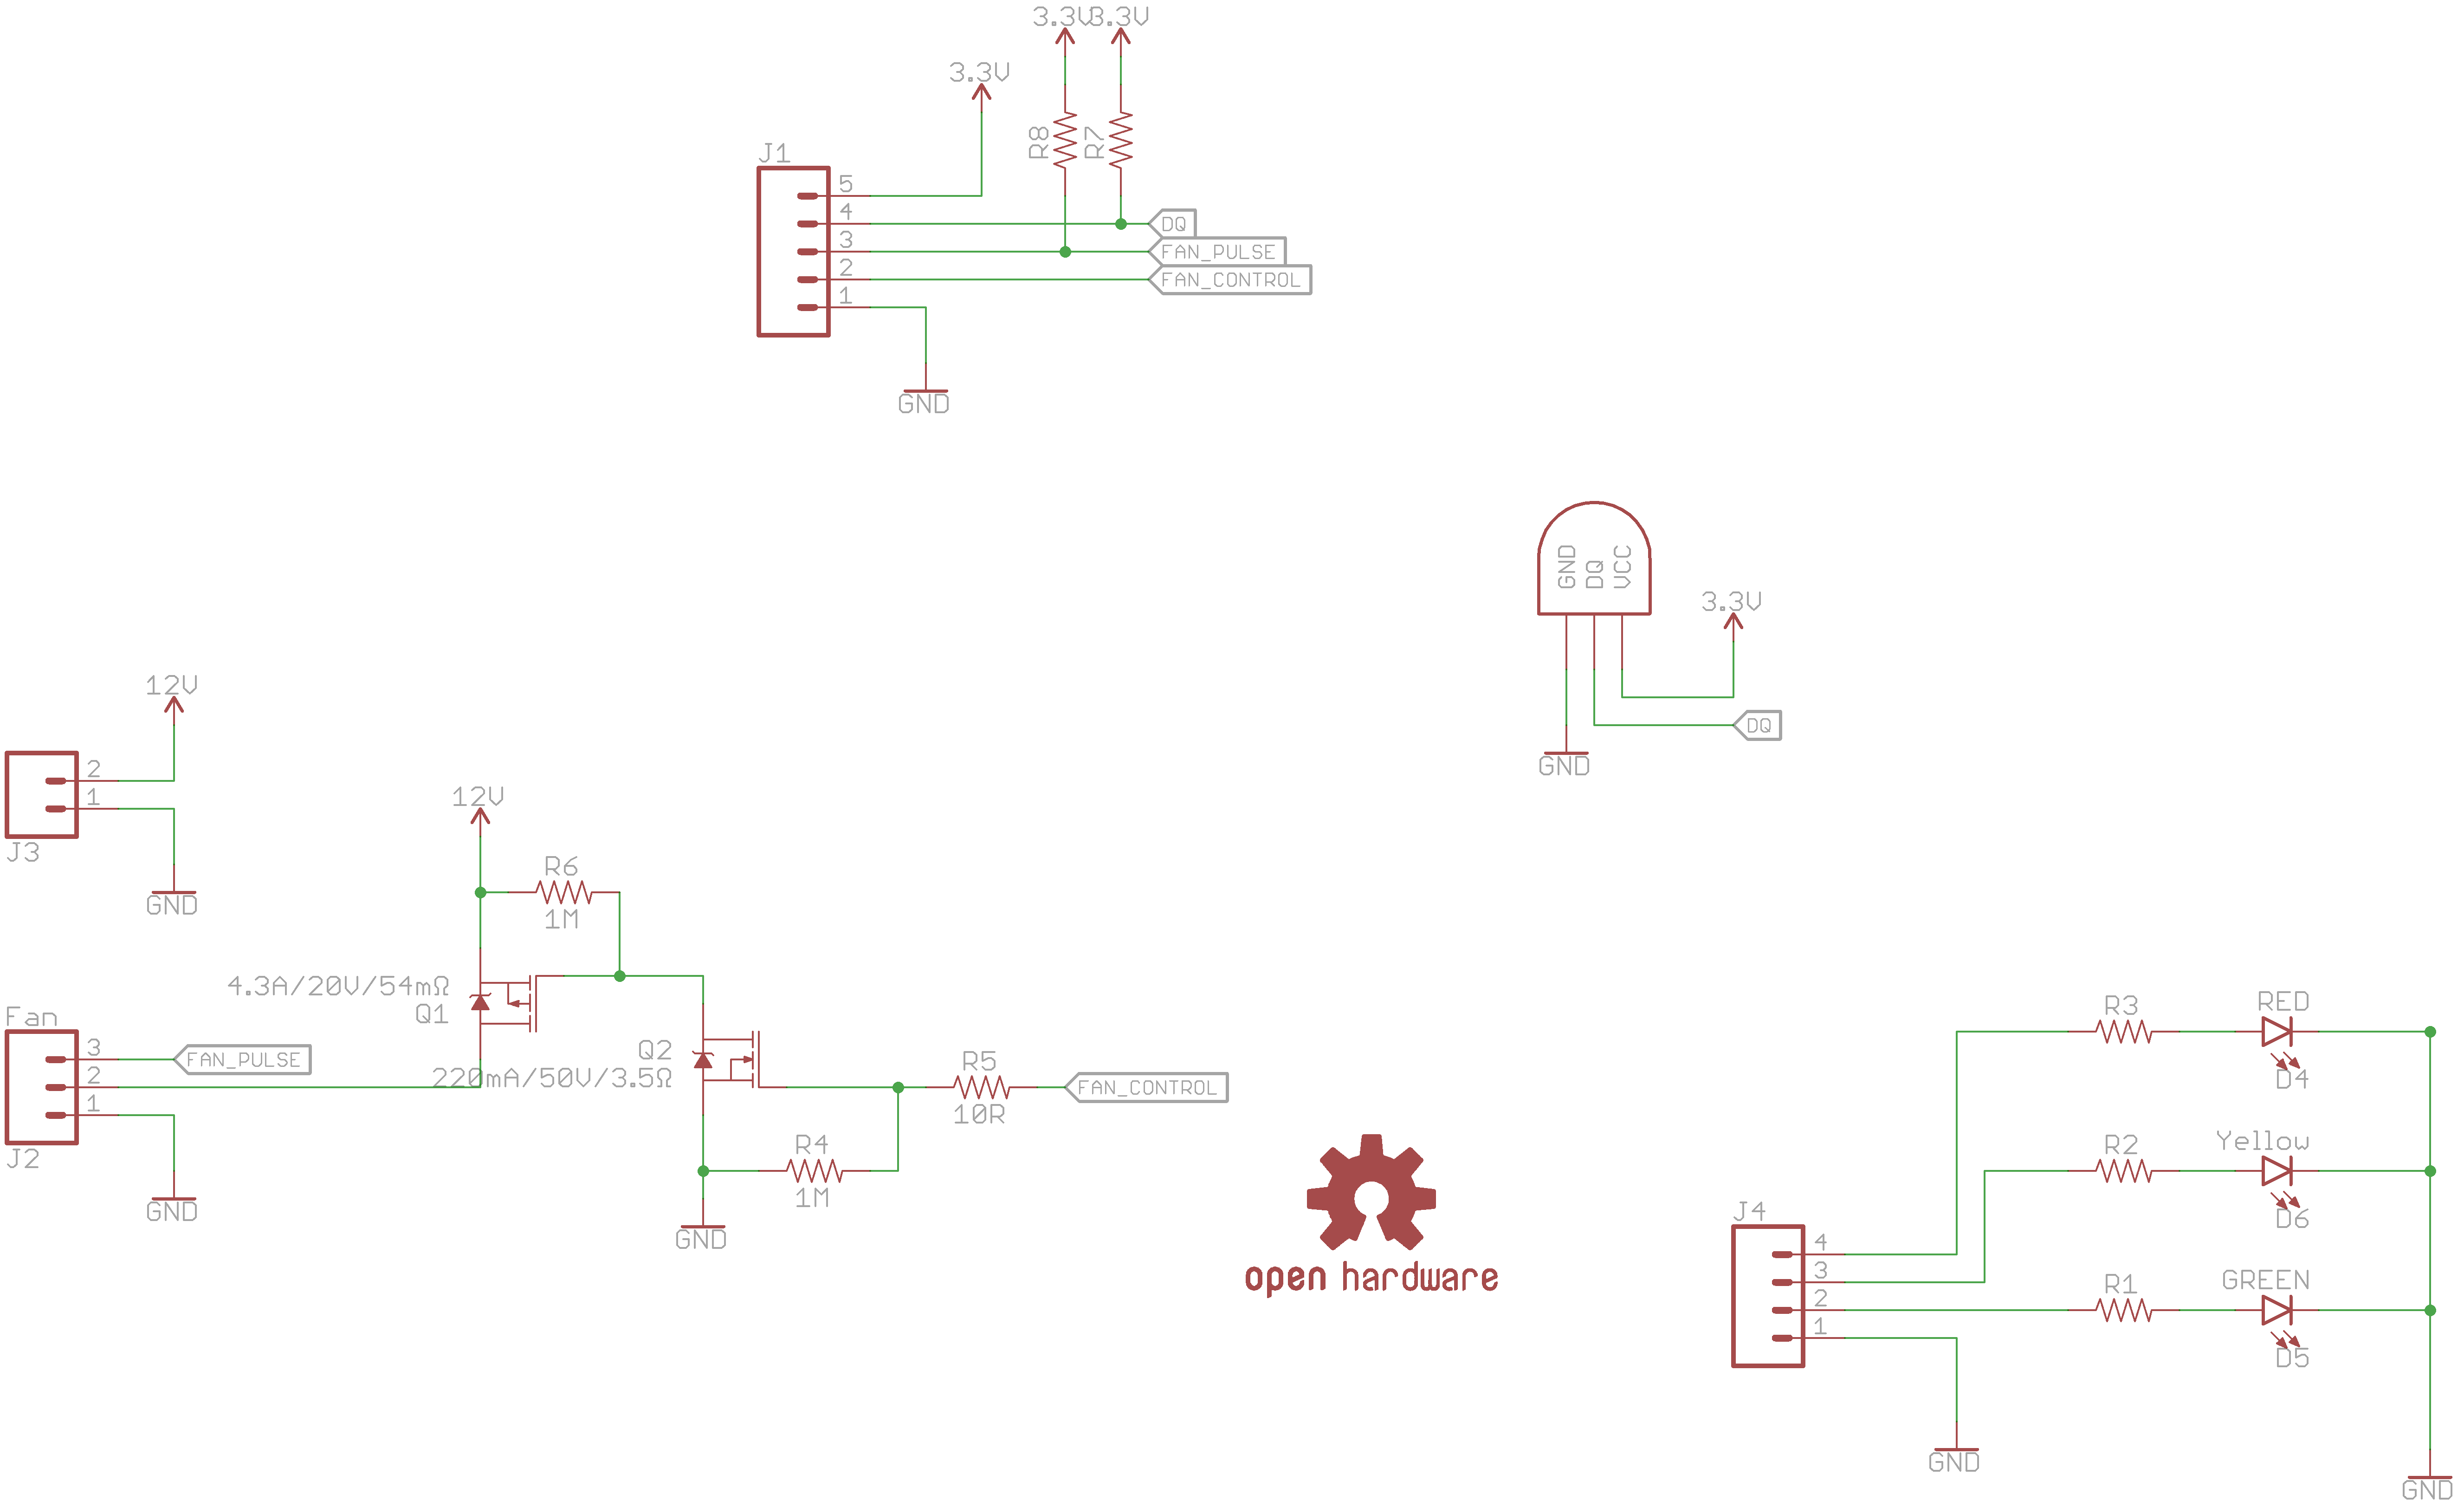 3.3V
3.3V
3.3V
R8
R7
J1
5
4
3
2
1
DQ
FAN_PULSE
FAN_CONTROL
GND
GND
DQ
VCC
3.3V
DQ
GND
12V
2
1
J3
GND
12V
R6
1M
4.3A/20V/54mΩ
Q1
Fan
3
2
1
FAN_PULSE
J2
GND
Q2
220mA/50V/3.5Ω
R5
10R
FAN_CONTROL
R4
1M
GND
open hardware
R3
RED
D4
R2
Yellow
D6
J4
4
3
2
1
R1
GREEN
D5
GND
GND